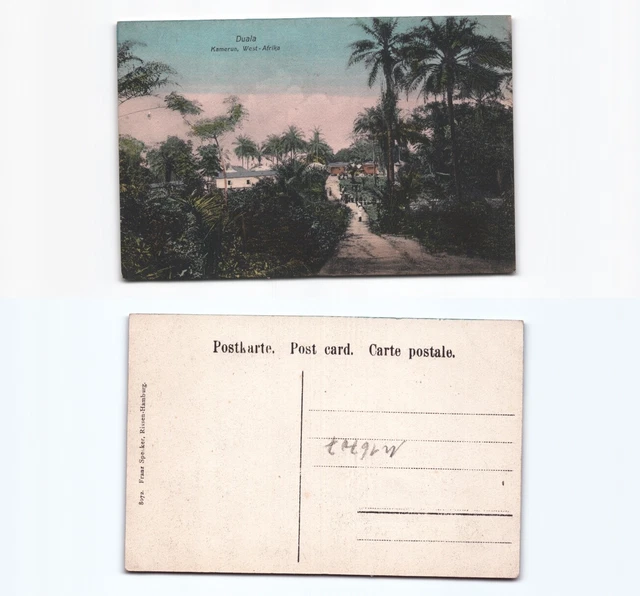 Duala
Kamerun, West-Afrika
Postkarte. Post card. Carte postale.
Franz Spenker, Rissen-Hamburg.